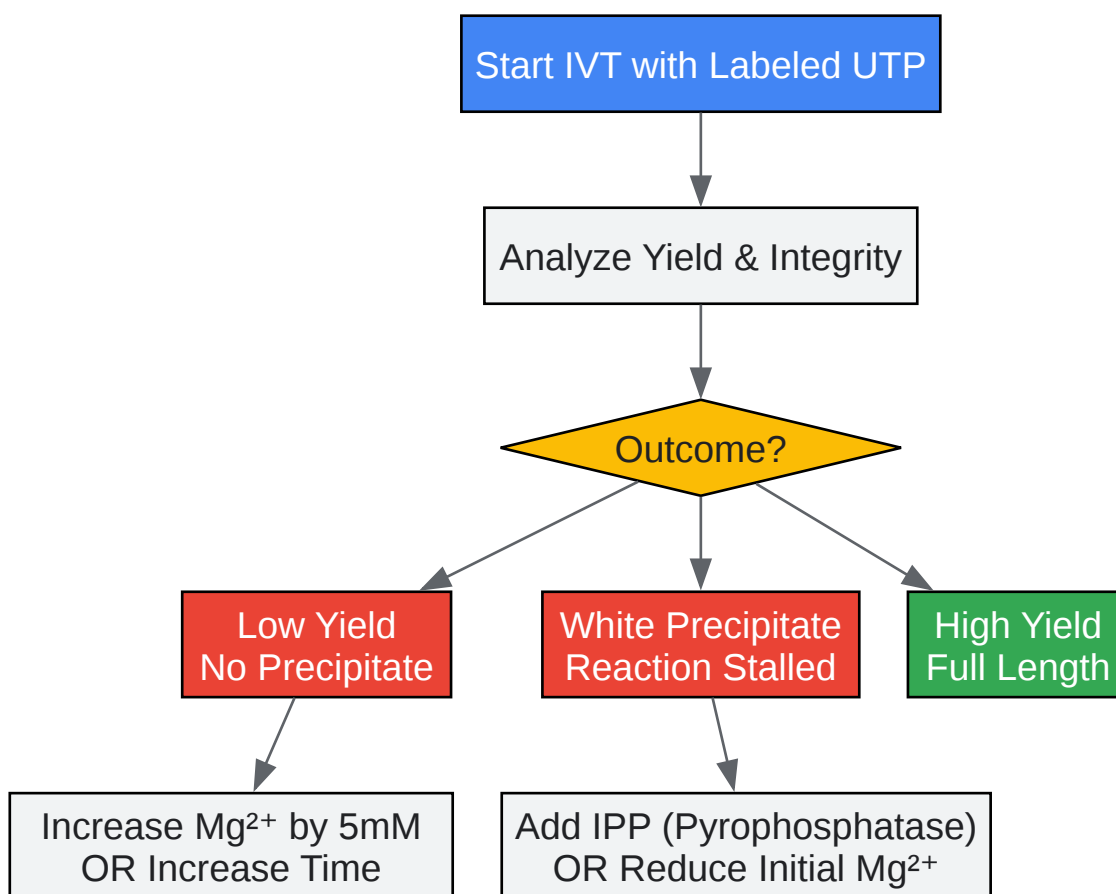 Start IVT with Labeled UTP
Analyze Yield & Integrity
Outcome?
Low Yield
No Precipitate
White Precipitate
Reaction Stalled
High Yield
Full Length
Increase Mg²⁺ by 5mM
OR Increase Time
Add IPP (Pyrophosphatase)
OR Reduce Initial Mg²⁺